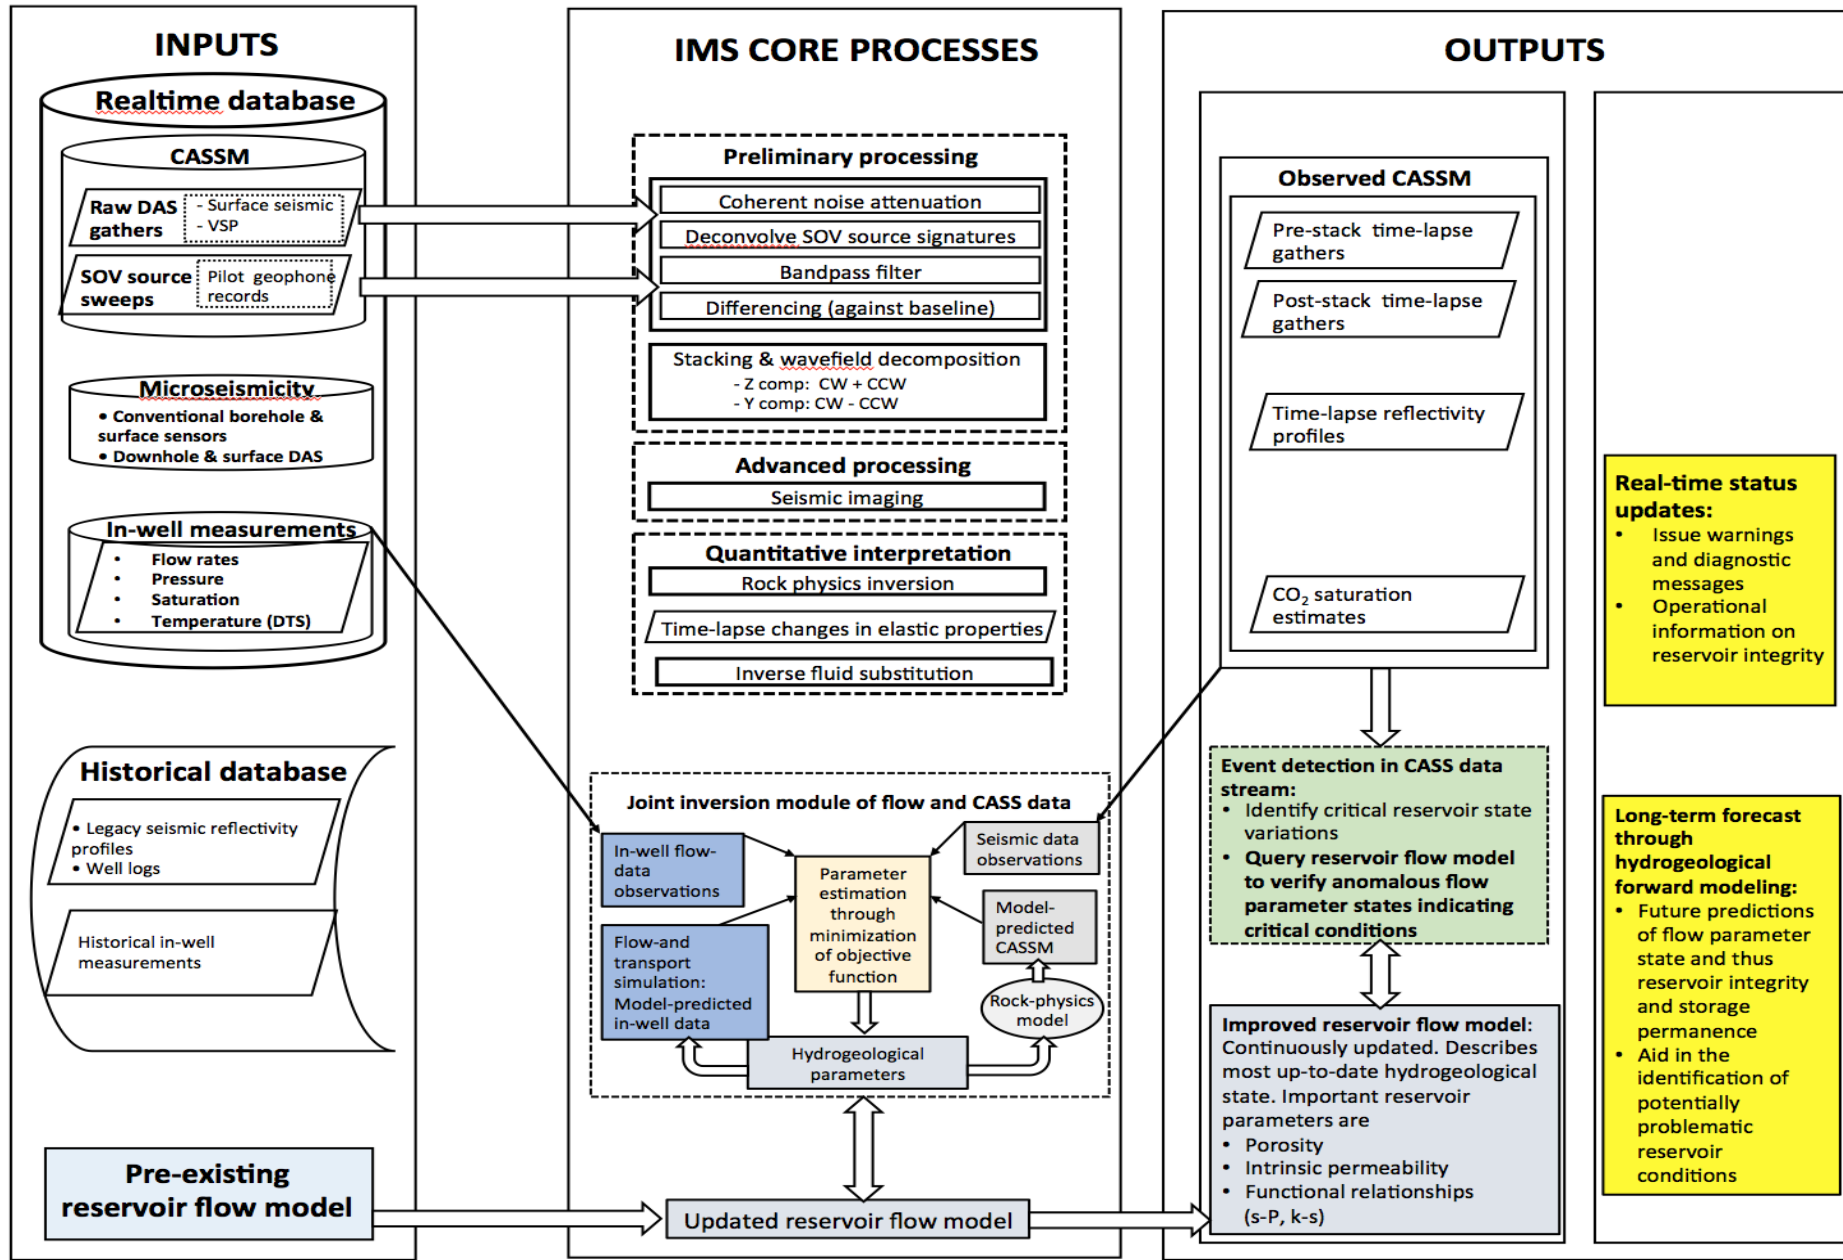 INPUTS
Realtime database
CASSM
Raw DAS
gathers
- Surface seismic
- VSP
SOV source
sweeps
Pilot geophone
records
Microseismicity
• Conventional borehole &
surface sensors
• Downhole & surface DAS
In-well measurements
• Flow rates
• Pressure
• Saturation
• Temperature (DTS)
Historical database
• Legacy seismic reflectivity
profiles
• Well logs
Historical in-well
measurements
Pre-existing
reservoir flow model
IMS CORE PROCESSES
Preliminary processing
Coherent noise attenuation
Deconvolve SOV source signatures
Bandpass filter
Differencing (against baseline)
Stacking & wavefield decomposition
- Z comp: CW + CCW
- Y comp: CW - CCW
Advanced processing
Seismic imaging
Quantitative interpretation
Rock physics inversion
Time-lapse changes in elastic properties
Inverse fluid substitution
Joint inversion module of flow and CASS data
In-well flow-
data
observations
Flow-and
transport
simulation:
Model-predicted
in-well data
Parameter
estimation
through
minimization
of objective
function
Seismic data
observations
Model-
predicted
CASSM
Rock-physics
model
Hydrogeological
parameters
Updated reservoir flow model
OUTPUTS
Observed CASSM
Pre-stack time-lapse
gathers
Post-stack time-lapse
gathers
Time-lapse reflectivity
profiles
CO2 saturation
estimates
Event detection in CASS data
stream:
• Identify critical reservoir state
variations
• Query reservoir flow model
to verify anomalous flow
parameter states indicating
critical conditions
Improved reservoir flow model:
Continuously updated. Describes
most up-to-date hydrogeological
state. Important reservoir
parameters are
• Porosity
• Intrinsic permeability
• Functional relationships
(s-P, k-s)
Real-time status
updates:
• Issue warnings
and diagnostic
messages
• Operational
information on
reservoir integrity
Long-term forecast
through
hydrogeological
forward modeling:
• Future predictions
of flow parameter
state and thus
reservoir integrity
and storage
permanence
• Aid in the
identification of
potentially
problematic
reservoir
conditions